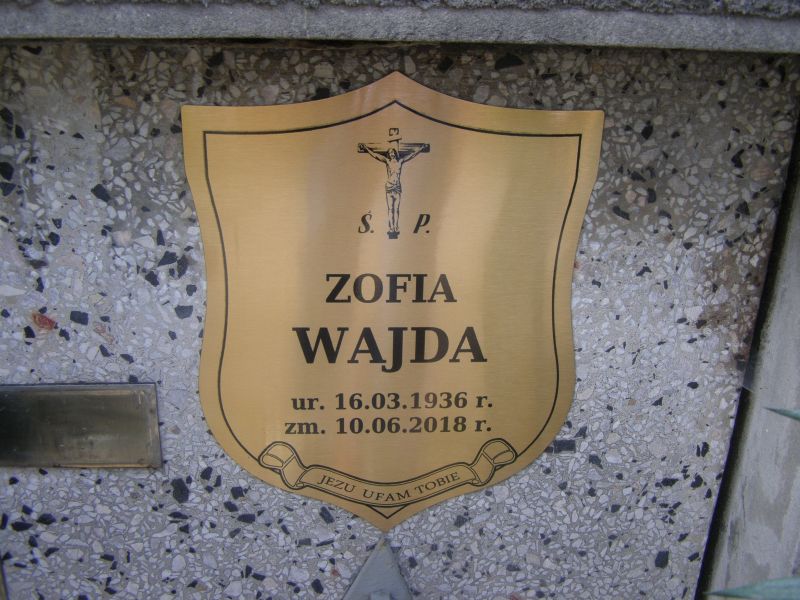 Ś. P.
ZOFIA
WAJDA
ur. 16.03.1936 r.
zm. 10.06.2018 r.
JEZU UFAM TOBIE